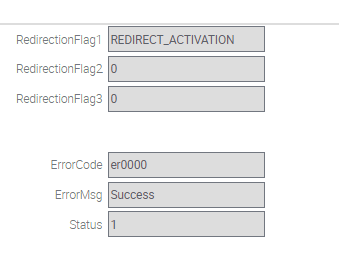 RedirectionFlag1 REDIRECT_ACTIVATION
RedirectionFlag2 0
RedirectionFlag3 0
ErrorCode er0000
ErrorMsg Success
Status 1